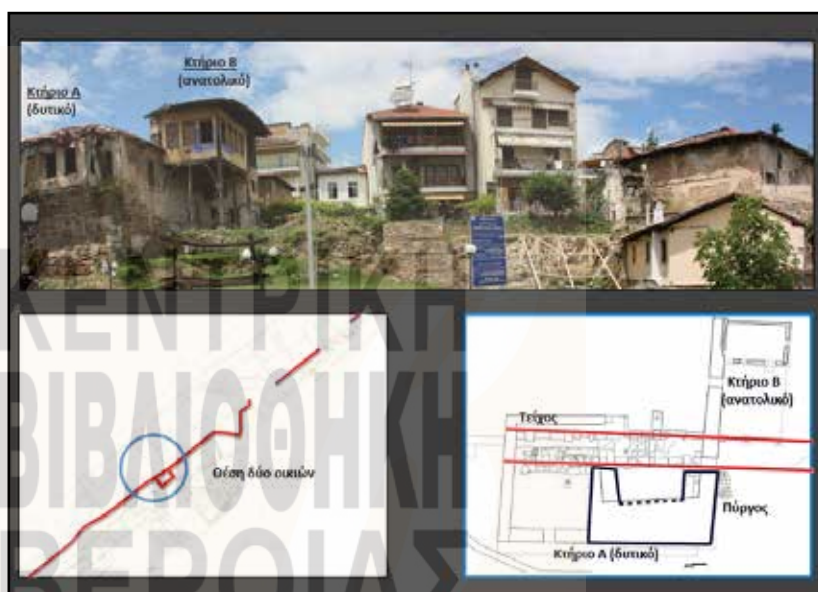 Κτήριο Α
(δυτικό)
Κτήριο Β
(ανατολικό)
Θέση δύο οικιών
Τείχος
Κτήριο Β
(ανατολικό)
Πύργος
Κτήριο Α (δυτικό)
ΚΕΝΤΡΙΚΗ
ΒΙΒΛΙΟΘΗΚΗ
ΒΕΡΟΙΑΣ